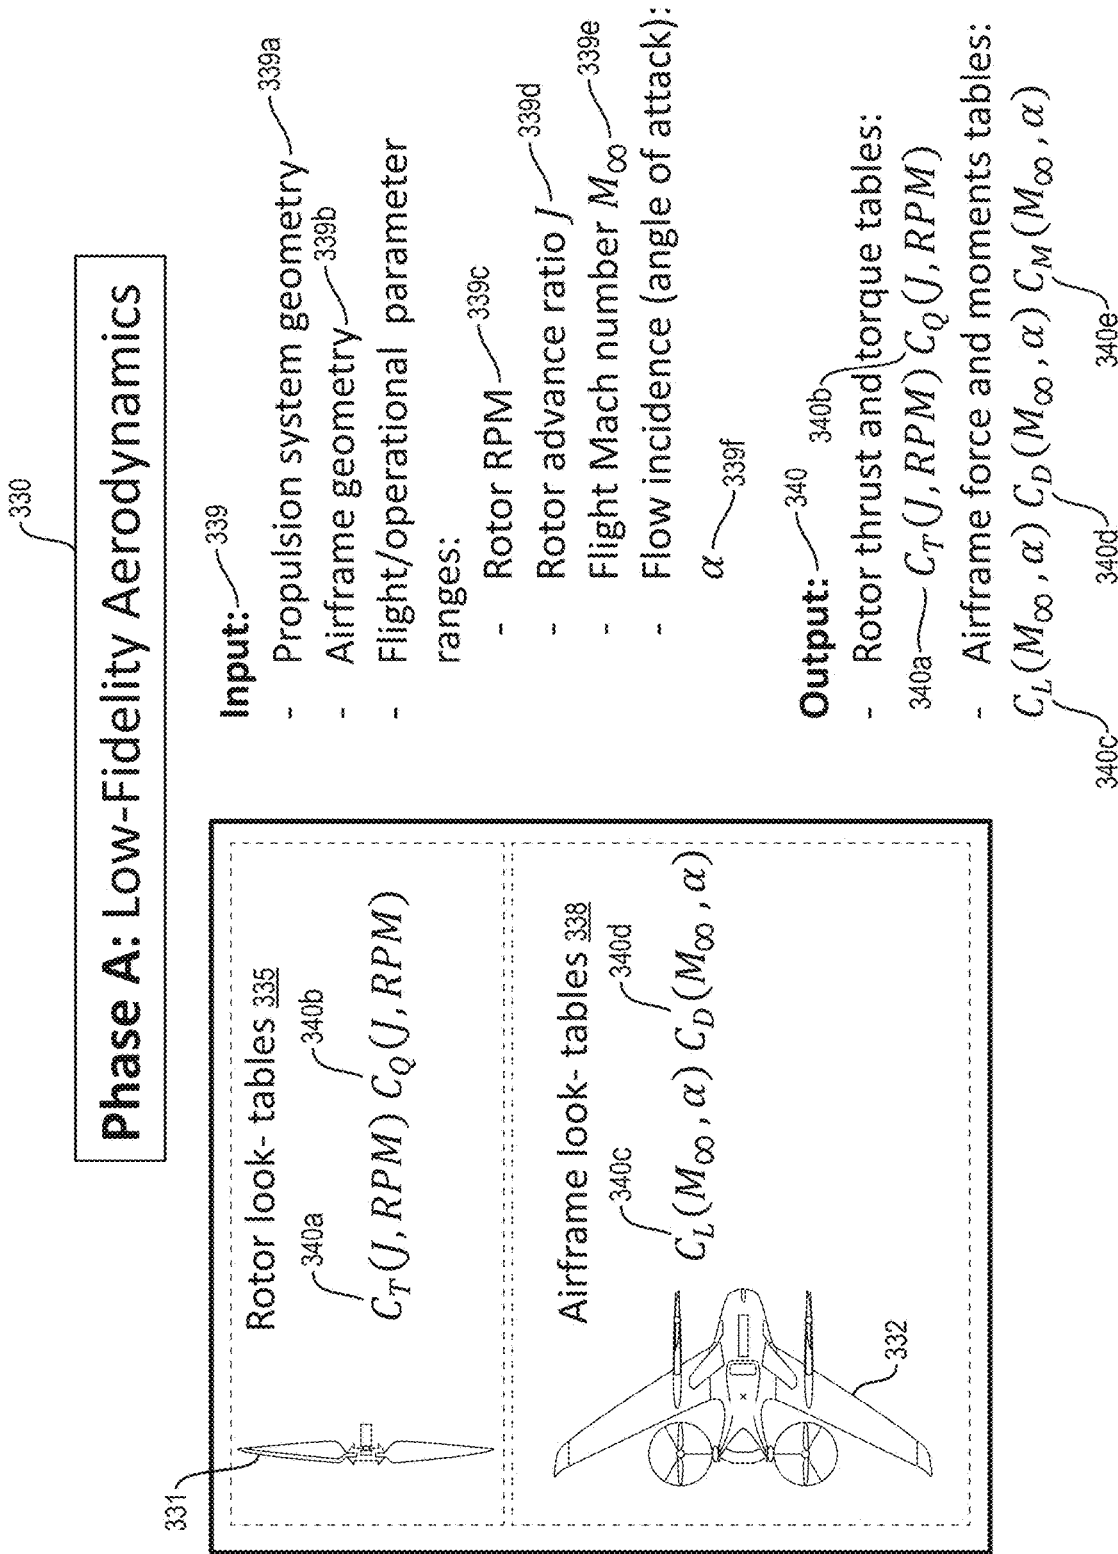 330
Phase A: Low-Fidelity Aerodynamics
331
Rotor look- tables 335
340a
340b
C_T(J, RPM) C_Q(J, RPM)
Airframe look- tables 338
340c
340d
C_L(M_∞, α) C_D(M_∞, α)
332
Input: 339
- Propulsion system geometry 339a
- Airframe geometry 339b
- Flight/operational parameter
ranges:
- Rotor RPM 339c
- Rotor advance ratio J 339d
- Flight Mach number M_∞ 339e
- Flow incidence (angle of attack):
α 339f
Output: 340
340b
- Rotor thrust and torque tables:
340a C_T(J, RPM) C_Q(J, RPM)
- Airframe force and moments tables:
C_L(M_∞, α) C_D(M_∞, α) C_M(M_∞, α)
340c
340d
340e